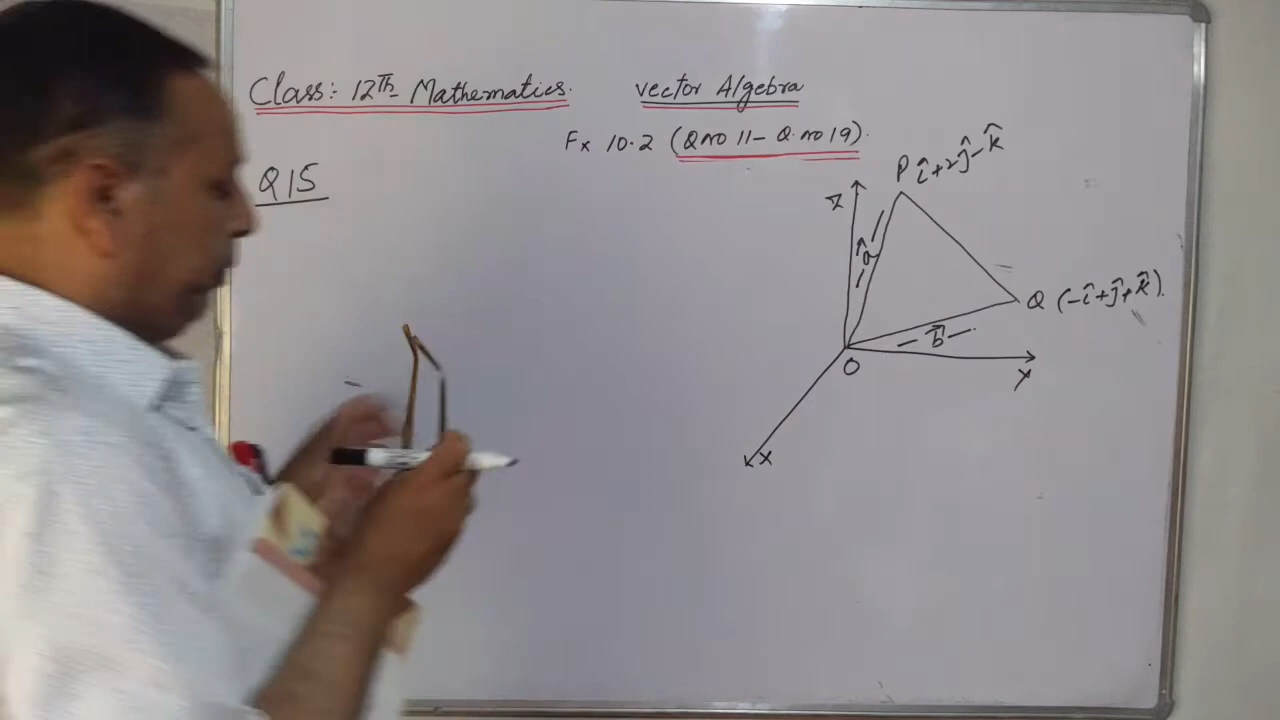 Class: 12Th Mathematics. vector Algebra
Ex 10.2 (Q no 11 - Q. no 19).
Q 15
P î+2ĵ-k̂
Z
a⃗
Q (-î+ĵ+k̂).
b⃗
O
Y
X